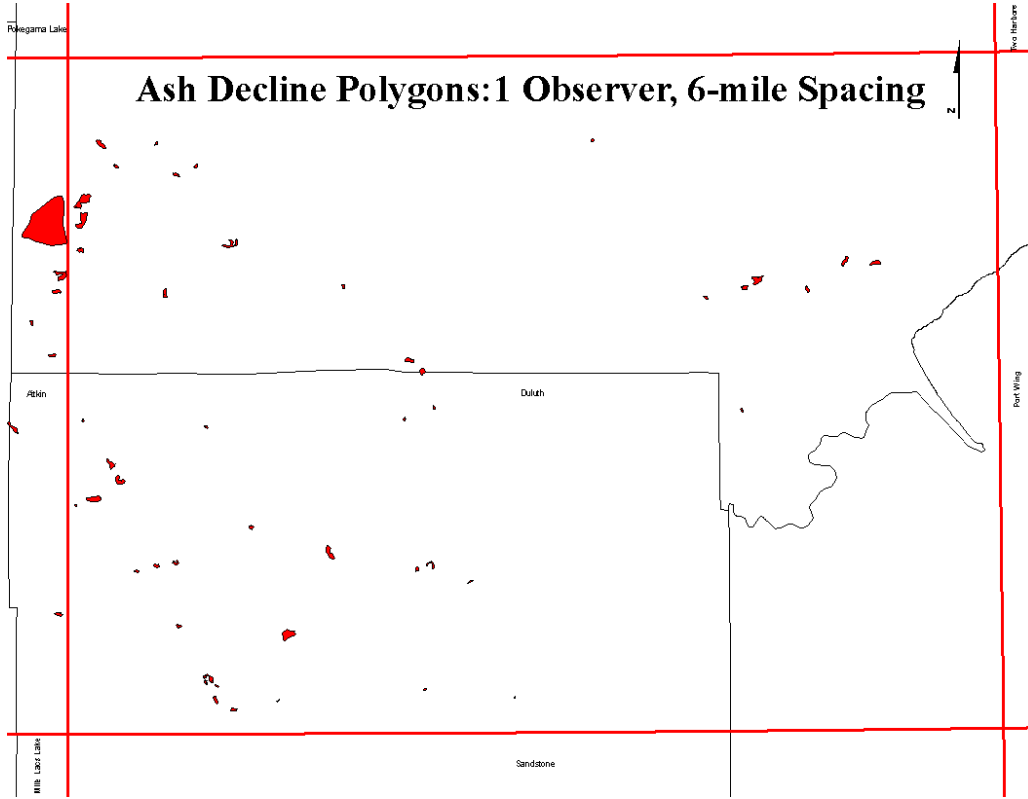 Pokegama Lake
Two Harbors
Ash Decline Polygons:1 Observer, 6-mile Spacing
z
Aitkin
Duluth
Port Wing
Mille Lacs Lake
Sandstone